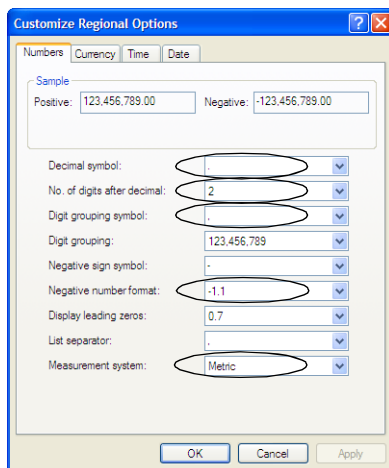 Customize Regional Options
Numbers Currency Time Date
Sample
Positive: 123,456,789.00 Negative: -123,456,789.00
Decimal symbol: .
No. of digits after decimal: 2
Digit grouping symbol: ,
Digit grouping: 123,456,789
Negative sign symbol: -
Negative number format: -1.1
Display leading zeros: 0.7
List separator: ,
Measurement system: Metric
OK Cancel Apply